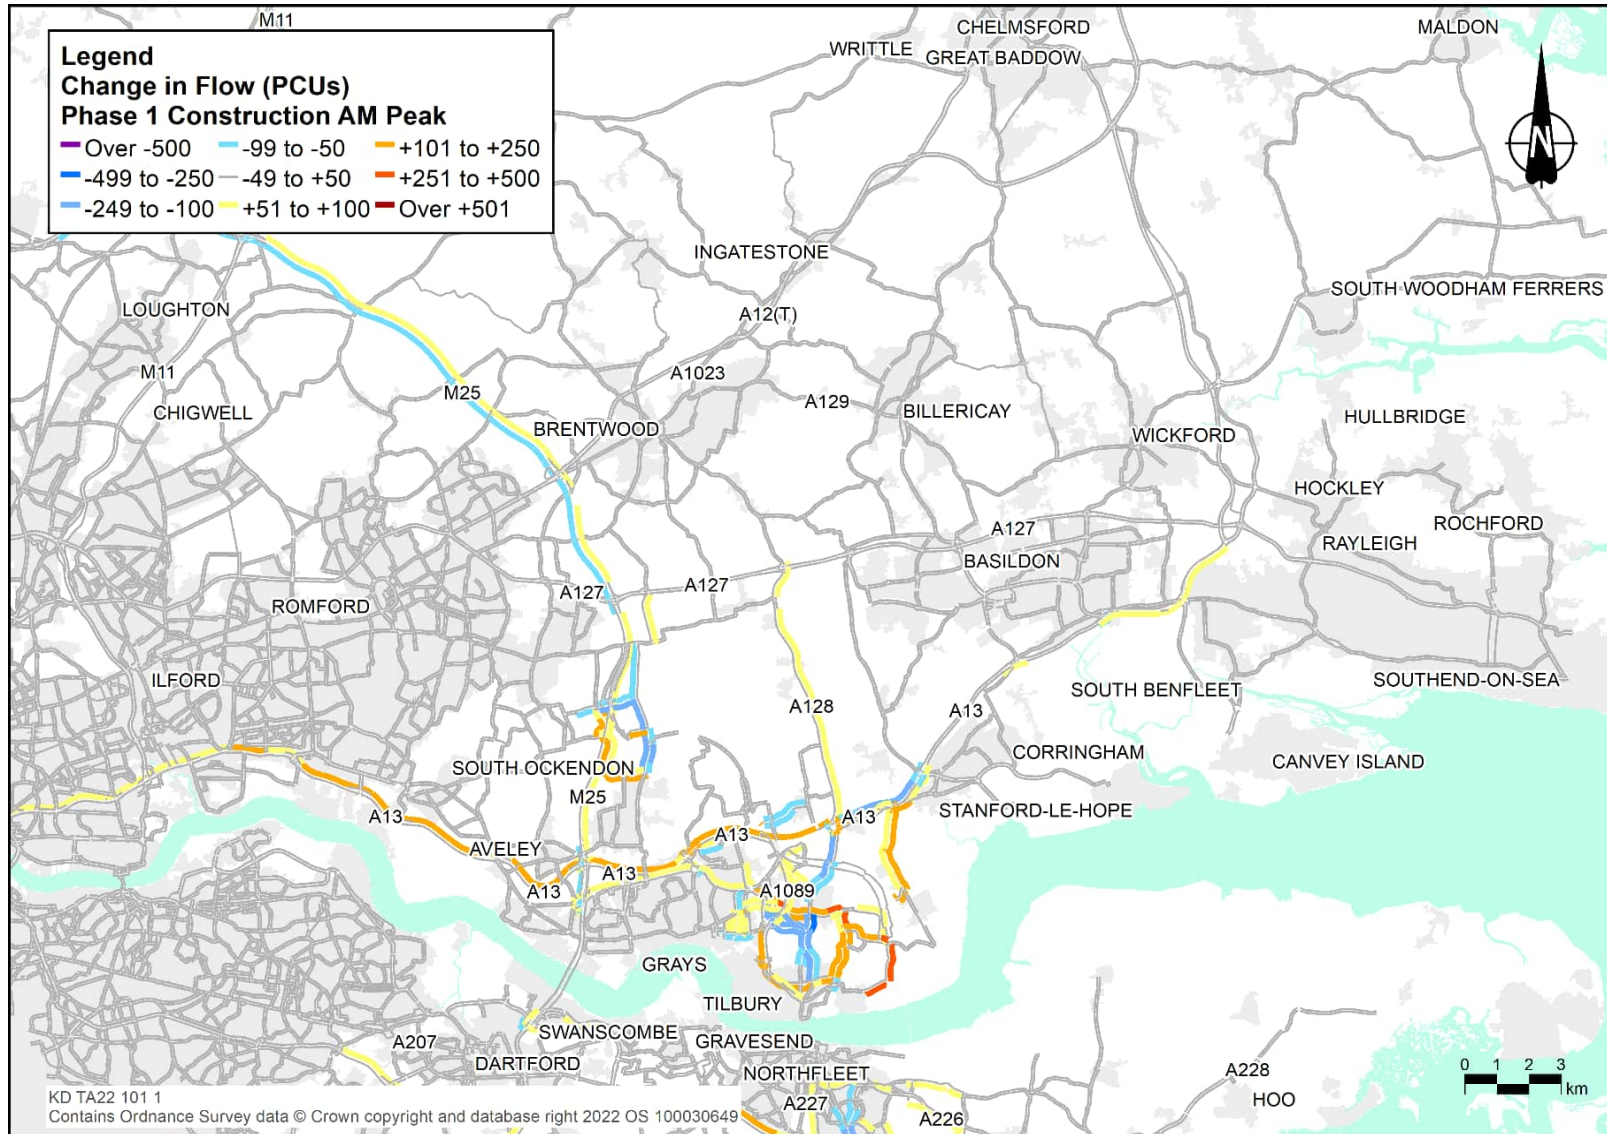 M11
Legend
Change in Flow (PCUs)
Phase 1 Construction AM Peak
Over -500
-99 to -50
+101 to +250
-499 to -250
-49 to +50
+251 to +500
-249 to -100
+51 to +100
Over +501
WRITTLE
CHELMSFORD
GREAT BADDOW
MALDON
N
INGATESTONE
SOUTH WOODHAM FERRERS
LOUGHTON
A12(T)
M11
M25
A1023
CHIGWELL
BRENTWOOD
A129
BILLERICAY
WICKFORD
HULLBRIDGE
HOCKLEY
ROCHFORD
RAYLEIGH
A127
BASILDON
A127
A127
ROMFORD
ILFORD
SOUTHEND-ON-SEA
SOUTH BENFLEET
A128
A13
CORRINGHAM
CANVEY ISLAND
SOUTH OCKENDON
M25
STANFORD-LE-HOPE
A13
A13
A13
AVELEY
A13
A13
A1089
GRAYS
TILBURY
SWANSCOMBE
A207
GRAVESEND
DARTFORD
NORTHFLEET
A228
HOO
A227
A226
0 1 2 3
km
KD TA22 101 1
Contains Ordnance Survey data © Crown copyright and database right 2022 OS 100030649